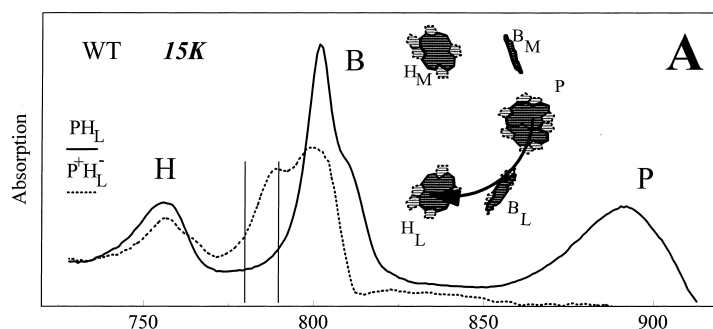 WT 15K
B
A
H_M
B_M
P
PH_L
P⁺H_L⁻
H
P
H_L
B_L
Absorption
750
800
850
900